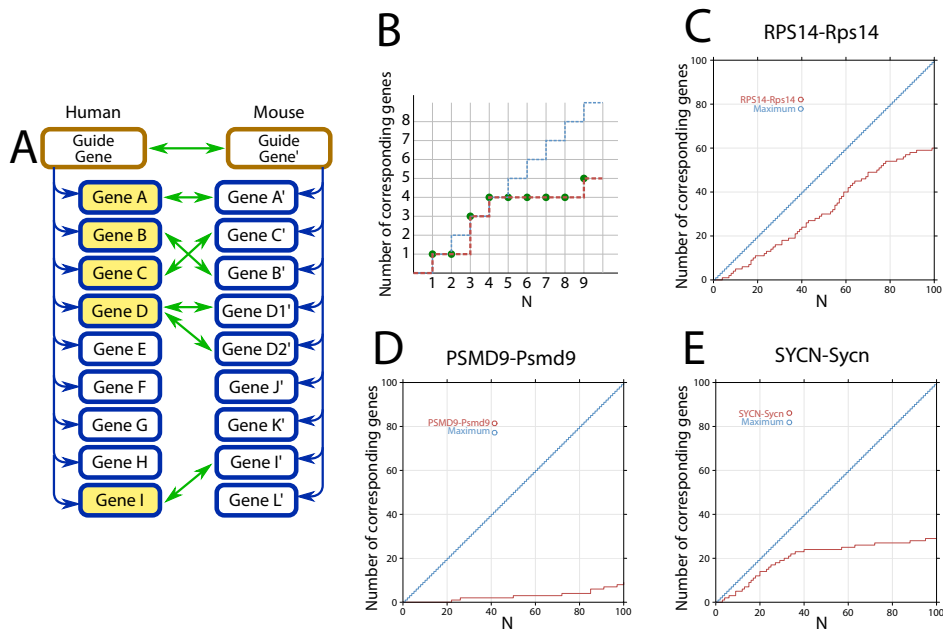 A
Human
Mouse
Guide
Gene
Guide
Gene'
Gene A
Gene A'
Gene B
Gene C'
Gene C
Gene B'
Gene D
Gene D1'
Gene E
Gene D2'
Gene F
Gene J'
Gene G
Gene K'
Gene H
Gene I'
Gene I
Gene L'
B
Number of corresponding genes
8
7
6
5
4
3
2
1
1 2 3 4 5 6 7 8 9
N
C
RPS14-Rps14
Number of corresponding genes
100
80
60
40
20
0
RPS14-Rps14
Maximum
0 20 40 60 80 100
N
D
PSMD9-Psmd9
Number of corresponding genes
100
80
60
40
20
0
PSMD9-Psmd9
Maximum
0 20 40 60 80 100
N
E
SYCN-Sycn
Number of corresponding genes
100
80
60
40
20
0
SYCN-Sycn
Maximum
0 20 40 60 80 100
N